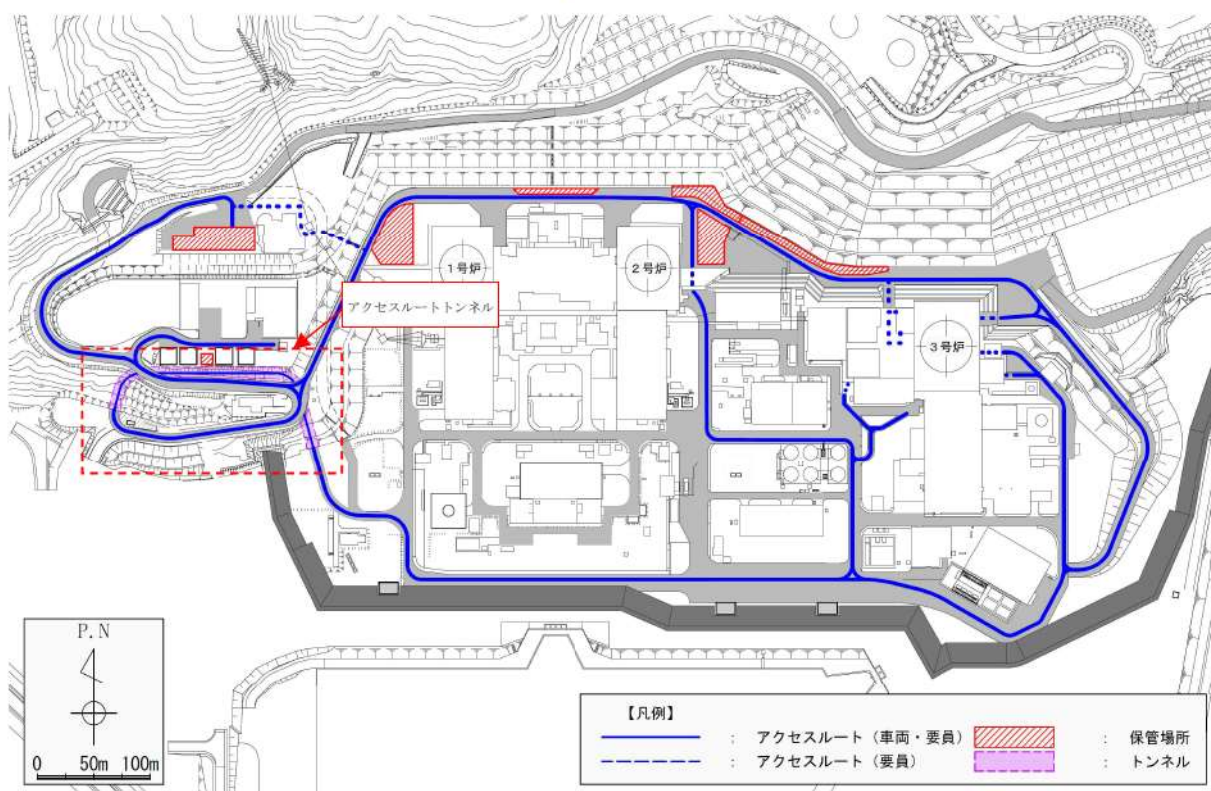 1号炉
2号炉
アクセスルートトンネル
3号炉
P.N
0 50m 100m
【凡例】
: アクセスルート（車両・要員）
: 保管場所
: アクセスルート（要員）
: トンネル